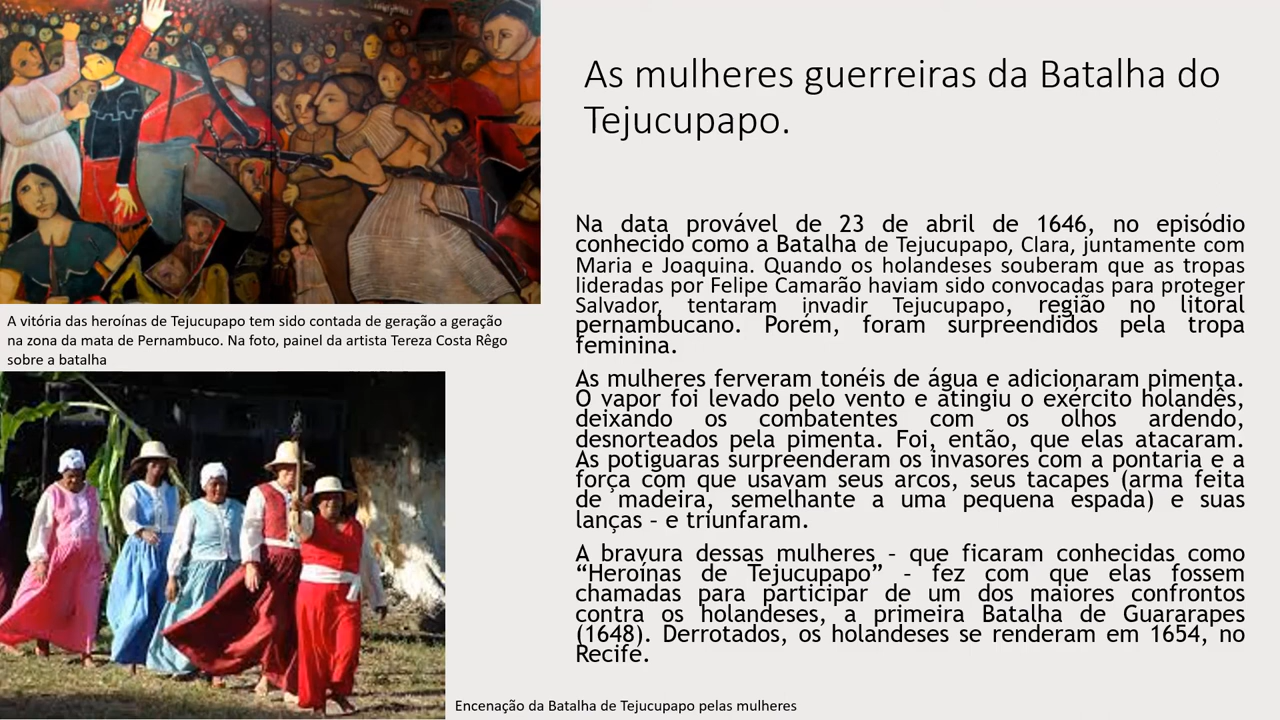 As mulheres guerreiras da Batalha do
Tejucupapo.
Na data provável de 23 de abril de 1646, no episódio
conhecido como a Batalha de Tejucupapo, Clara, juntamente com
Maria e Joaquina. Quando os holandeses souberam que as tropas
lideradas por Felipe Camarão haviam sido convocadas para proteger
Salvador, tentaram invadir Tejucupapo, região no litoral
pernambucano. Porém, foram surpreendidos pela tropa
feminina.
As mulheres ferveram tonéis de água e adicionaram pimenta.
O vapor foi levado pelo vento e atingiu o exército holandês,
deixando os combatentes com os olhos ardendo,
desnorteados pela pimenta. Foi, então, que elas atacaram.
As potiguaras surpreenderam os invasores com a pontaria e a
força com que usavam seus arcos, seus tacapes (arma feita
de madeira, semelhante a uma pequena espada) e suas
lanças – e triunfaram.
A bravura dessas mulheres – que ficaram conhecidas como
“Heroínas de Tejucupapo” – fez com que elas fossem
chamadas para participar de um dos maiores confrontos
contra os holandeses, a primeira Batalha de Guararapes
(1648). Derrotados, os holandeses se renderam em 1654, no
Recife.
A vitória das heroínas de Tejucupapo tem sido contada de geração a geração
na zona da mata de Pernambuco. Na foto, painel da artista Tereza Costa Rêgo
sobre a batalha
Encenação da Batalha de Tejucupapo pelas mulheres